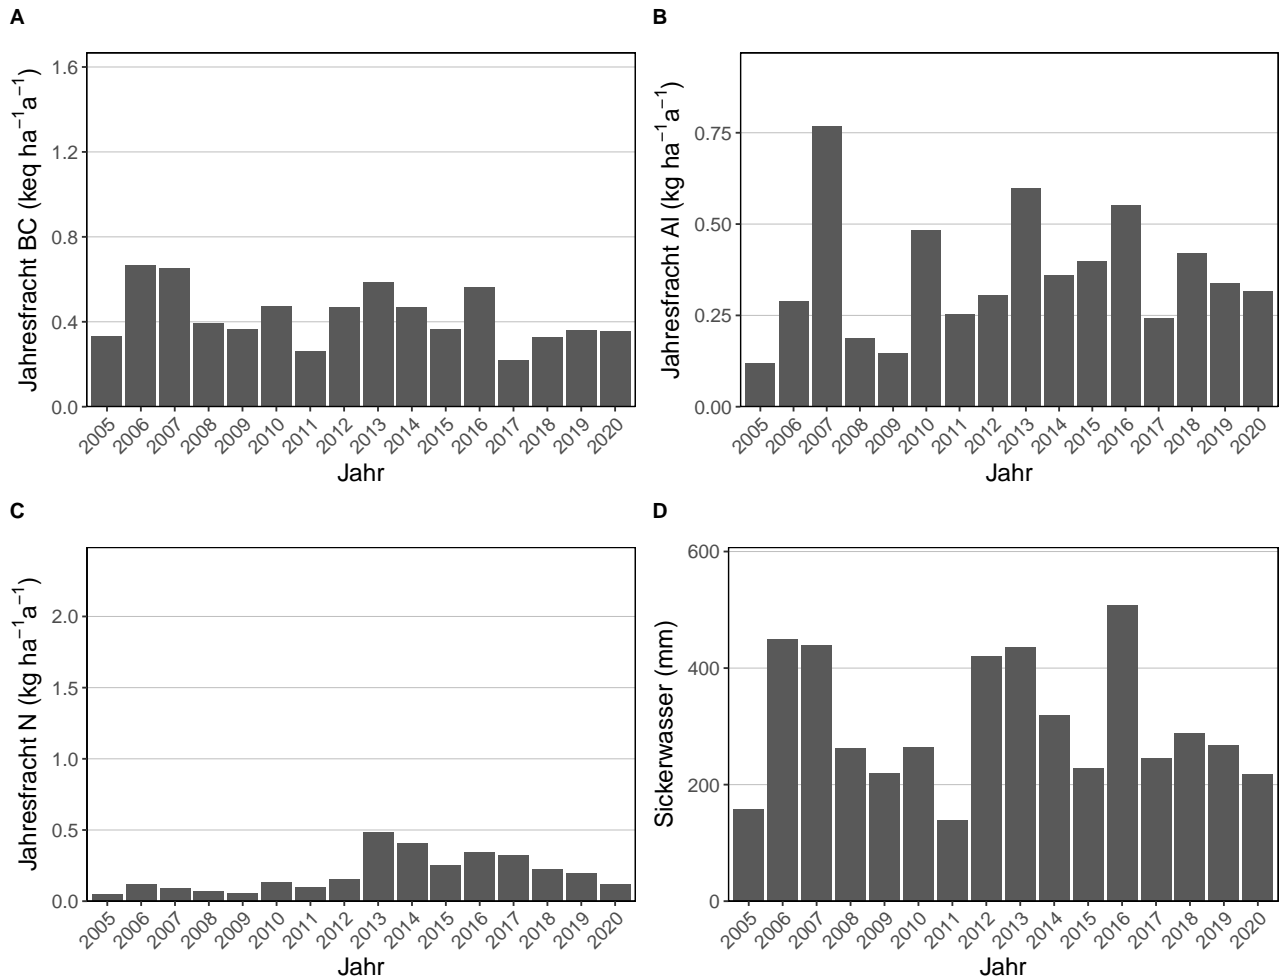 A
Jahresfracht BC (keq ha⁻¹a⁻¹)
1.6
1.2
0.8
0.4
0.0
2005 2006 2007 2008 2009 2010 2011 2012 2013 2014 2015 2016 2017 2018 2019 2020
Jahr
B
Jahresfracht Al (kg ha⁻¹a⁻¹)
0.75
0.50
0.25
0.00
2005 2006 2007 2008 2009 2010 2011 2012 2013 2014 2015 2016 2017 2018 2019 2020
Jahr
C
Jahresfracht N (kg ha⁻¹a⁻¹)
2.0
1.5
1.0
0.5
0.0
2005 2006 2007 2008 2009 2010 2011 2012 2013 2014 2015 2016 2017 2018 2019 2020
Jahr
D
Sickerwasser (mm)
600
400
200
0
2005 2006 2007 2008 2009 2010 2011 2012 2013 2014 2015 2016 2017 2018 2019 2020
Jahr